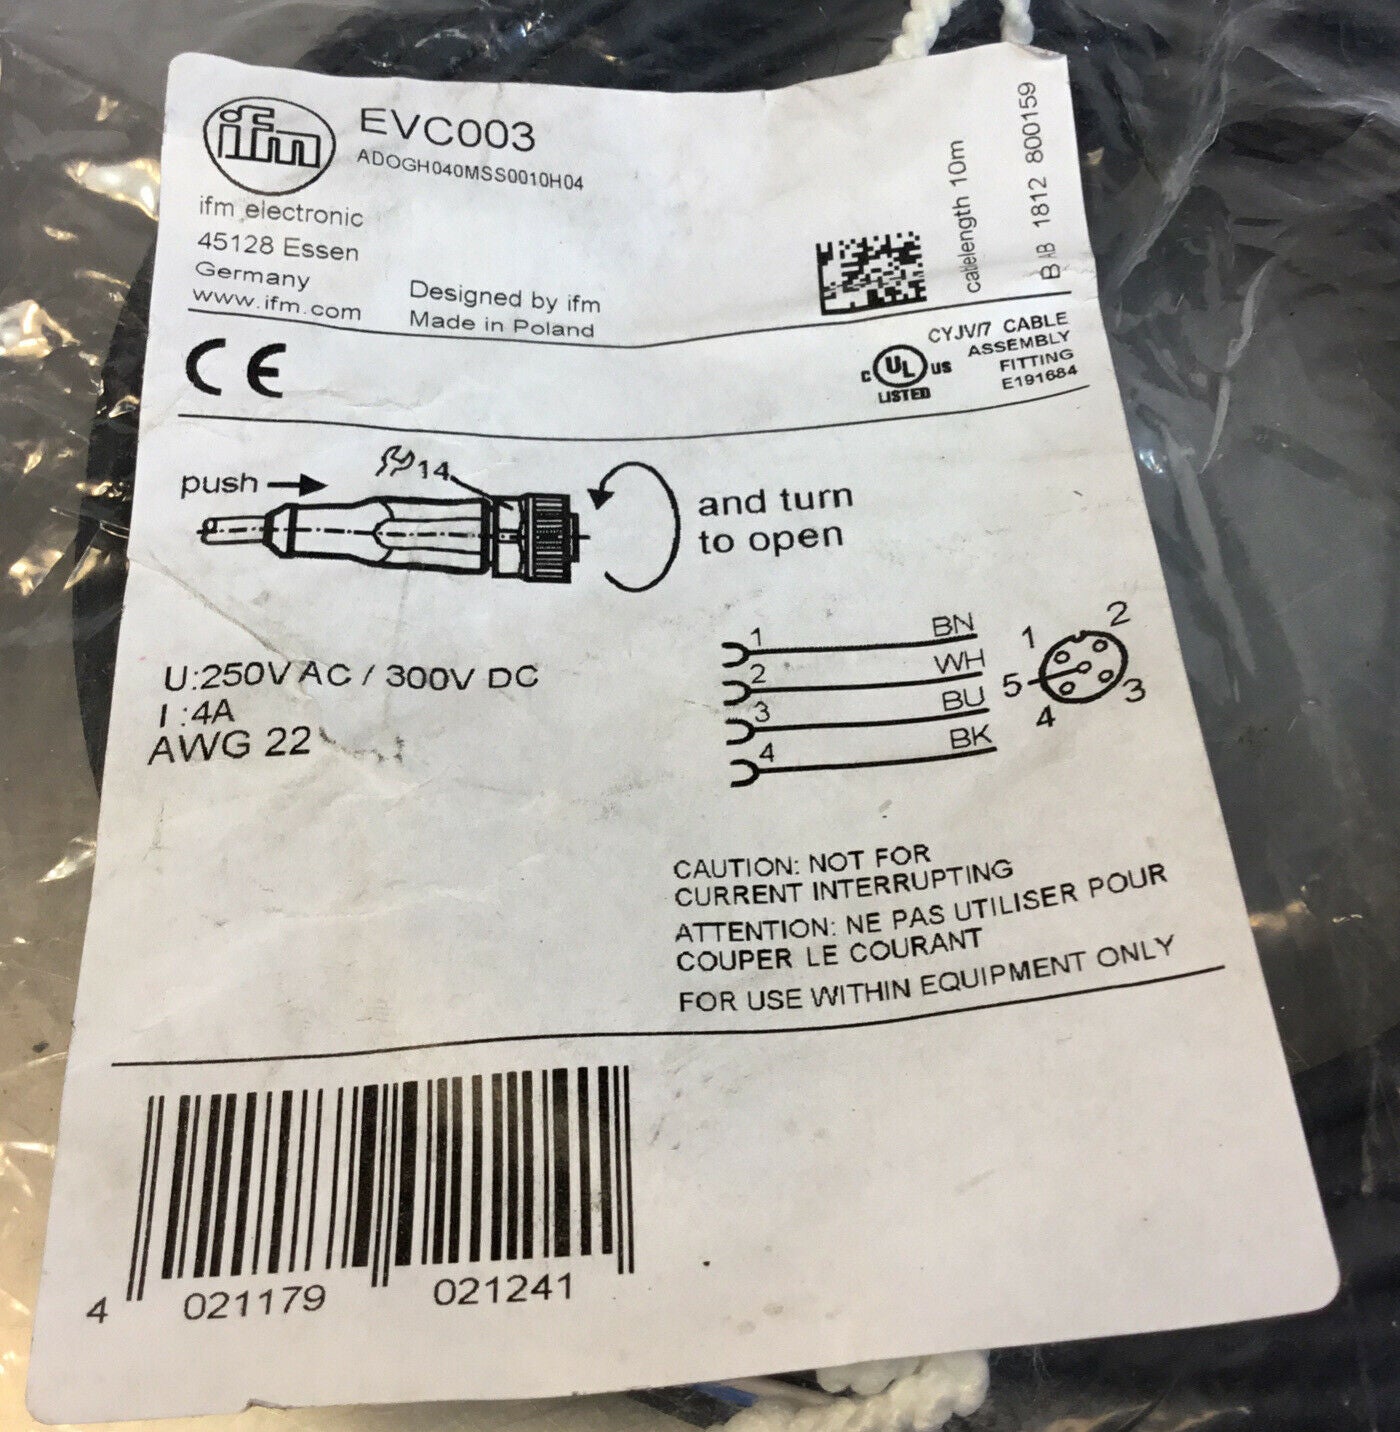 ifm
EVC003
ADOGH040MSS0010H04
ifm electronic
45128 Essen
Germany
www.ifm.com
Designed by ifm
Made in Poland
cablelength 10m
B AB 1812 800159
CE
C UL US
LISTED
CYJV/7 CABLE
ASSEMBLY
FITTING
E191684
push
14
and turn
to open
U:250V AC / 300V DC
I :4A
AWG 22
1 BN
2 WH
3 BU
4 BK
1
2
3
4
5
CAUTION: NOT FOR
CURRENT INTERRUPTING
ATTENTION: NE PAS UTILISER POUR
COUPER LE COURANT
FOR USE WITHIN EQUIPMENT ONLY
4 021179 021241